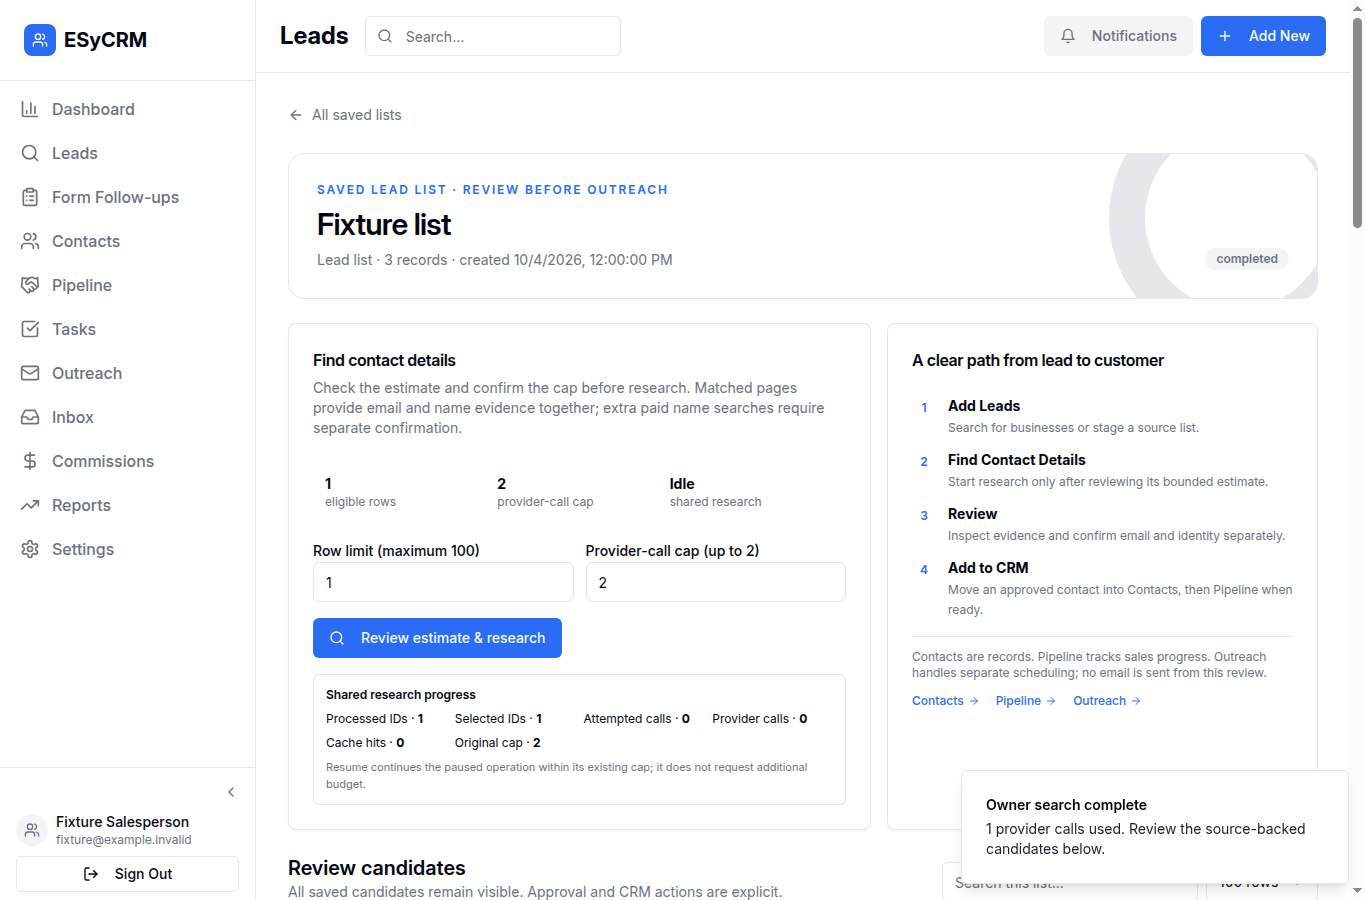 ESyCRM
Dashboard
Leads
Form Follow-ups
Contacts
Pipeline
Tasks
Outreach
Inbox
Commissions
Reports
Settings
Fixture Salesperson
fixture@example.invalid
Sign Out
Leads
Search...
Notifications
Add New
All saved lists
SAVED LEAD LIST · REVIEW BEFORE OUTREACH
Fixture list
Lead list · 3 records · created 10/4/2026, 12:00:00 PM
completed
Find contact details
Check the estimate and confirm the cap before research. Matched pages
provide email and name evidence together; extra paid name searches require
separate confirmation.
1
eligible rows
2
provider-call cap
Idle
shared research
Row limit (maximum 100)
1
Provider-call cap (up to 2)
2
Review estimate & research
Shared research progress
Processed IDs · 1
Selected IDs · 1
Attempted calls · 0
Provider calls · 0
Cache hits · 0
Original cap · 2
Resume continues the paused operation within its existing cap; it does not request additional
budget.
A clear path from lead to customer
1
Add Leads
Search for businesses or stage a source list.
2
Find Contact Details
Start research only after reviewing its bounded estimate.
3
Review
Inspect evidence and confirm email and identity separately.
4
Add to CRM
Move an approved contact into Contacts, then Pipeline when
ready.
Contacts are records. Pipeline tracks sales progress. Outreach
handles separate scheduling; no email is sent from this review.
Contacts →
Pipeline →
Outreach →
Review candidates
All saved candidates remain visible. Approval and CRM actions are explicit.
Search this list...
100 rows
Owner search complete
1 provider calls used. Review the source-backed
candidates below.